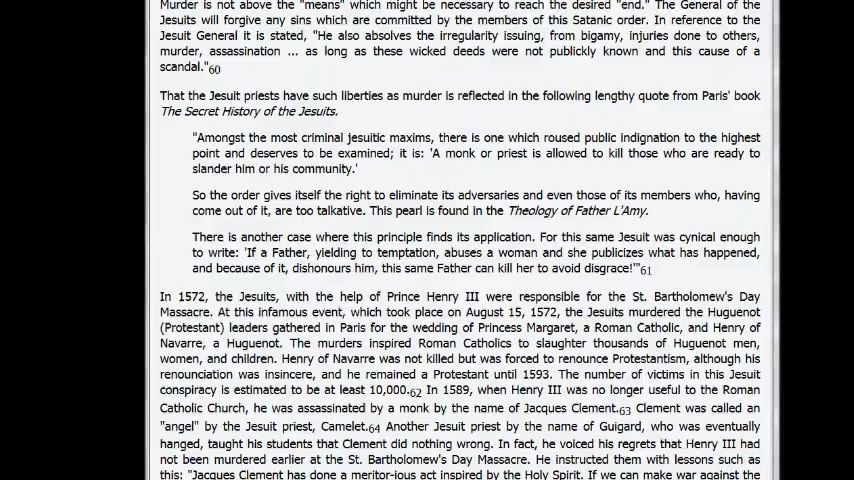 Murder is not above the "means" which might be necessary to reach the desired "end." The General of the
Jesuits will forgive any sins which are committed by the members of this Satanic order. In reference to the
Jesuit General it is stated, "He also absolves the irregularity issuing, from bigamy, injuries done to others,
murder, assassination ... as long as these wicked deeds were not publickly known and this cause of a
scandal."60
That the Jesuit priests have such liberties as murder is reflected in the following lengthy quote from Paris' book
The Secret History of the Jesuits.
"Amongst the most criminal jesuitic maxims, there is one which roused public indignation to the highest
point and deserves to be examined; it is: 'A monk or priest is allowed to kill those who are ready to
slander him or his community.'
So the order gives itself the right to eliminate its adversaries and even those of its members who, having
come out of it, are too talkative. This pearl is found in the Theology of Father L'Amy.
There is another case where this principle finds its application. For this same Jesuit was cynical enough
to write: 'If a Father, yielding to temptation, abuses a woman and she publicizes what has happened,
and because of it, dishonours him, this same Father can kill her to avoid disgrace!'"61
In 1572, the Jesuits, with the help of Prince Henry III were responsible for the St. Bartholomew's Day
Massacre. At this infamous event, which took place on August 15, 1572, the Jesuits murdered the Huguenot
(Protestant) leaders gathered in Paris for the wedding of Princess Margaret, a Roman Catholic, and Henry of
Navarre, a Huguenot. The murders inspired Roman Catholics to slaughter thousands of Huguenot men,
women, and children. Henry of Navarre was not killed but was forced to renounce Protestantism, although his
renounciation was insincere, and he remained a Protestant until 1593. The number of victims in this Jesuit
conspiracy is estimated to be at least 10,000.62 In 1589, when Henry III was no longer useful to the Roman
Catholic Church, he was assassinated by a monk by the name of Jacques Clement.63 Clement was called an
"angel" by the Jesuit priest, Camelet.64 Another Jesuit priest by the name of Guigard, who was eventually
hanged, taught his students that Clement did nothing wrong. In fact, he voiced his regrets that Henry III had
not been murdered earlier at the St. Bartholomew's Day Massacre. He instructed them with lessons such as
this: "Jacques Clement has done a meritor-ious act inspired by the Holy Spirit. If we can make war against the